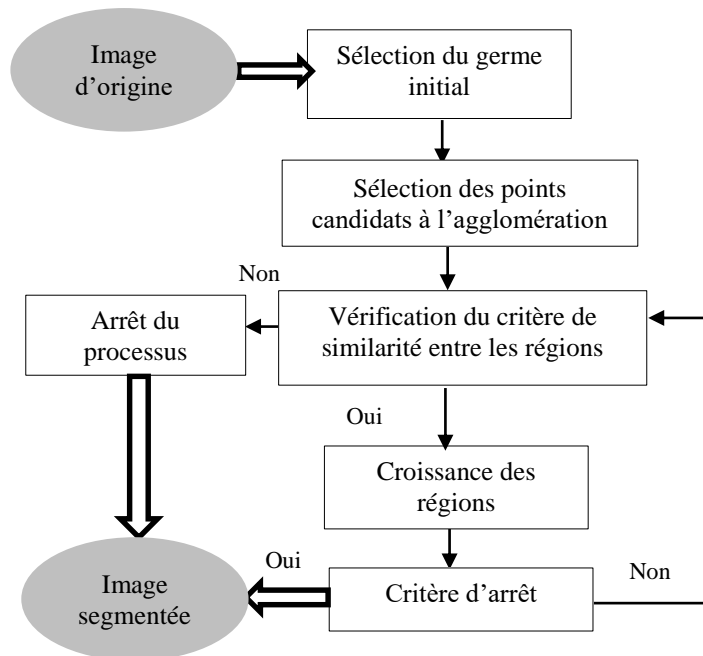 Image
d'origine
Sélection du germe
initial
Sélection des points
candidats à l'agglomération
Non
Arrêt du
processus
Vérification du critère de
similarité entre les régions
Oui
Croissance des
régions
Image
segmentée
Oui
Critère d'arrêt
Non